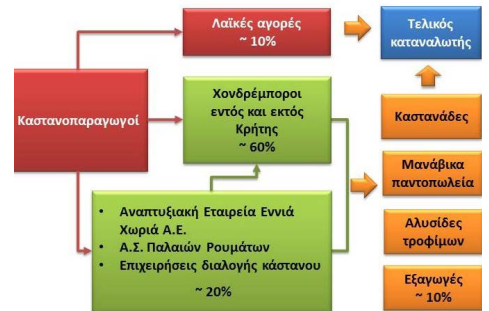 Λαϊκές αγορές
~ 10%
Τελικός
καταναλωτής
Καστανοπαραγωγοί
Χονδρέμποροι
εντός και εκτός
Κρήτης
~ 60%
Καστανάδες
Μανάβικα
παντοπωλεία
• Αναπτυξιακή Εταιρεία Εννιά
Χωριά Α.Ε.
• Α.Σ. Παλαιών Ρουμάτων
• Επιχειρήσεις διαλογής κάστανου
~ 20%
Αλυσίδες
τροφίμων
Εξαγωγές
~ 10%